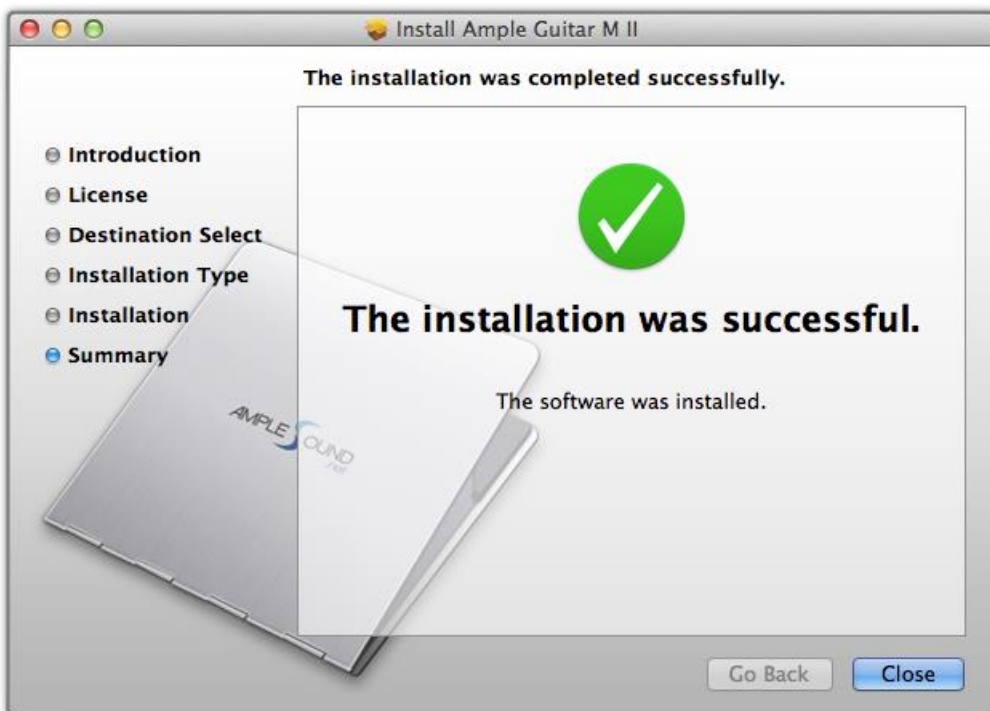 Install Ample Guitar M II
The installation was completed successfully.
Introduction
License
Destination Select
Installation Type
Installation
Summary
AMPLE SOUND
.net
The installation was successful.
The software was installed.
Go Back
Close